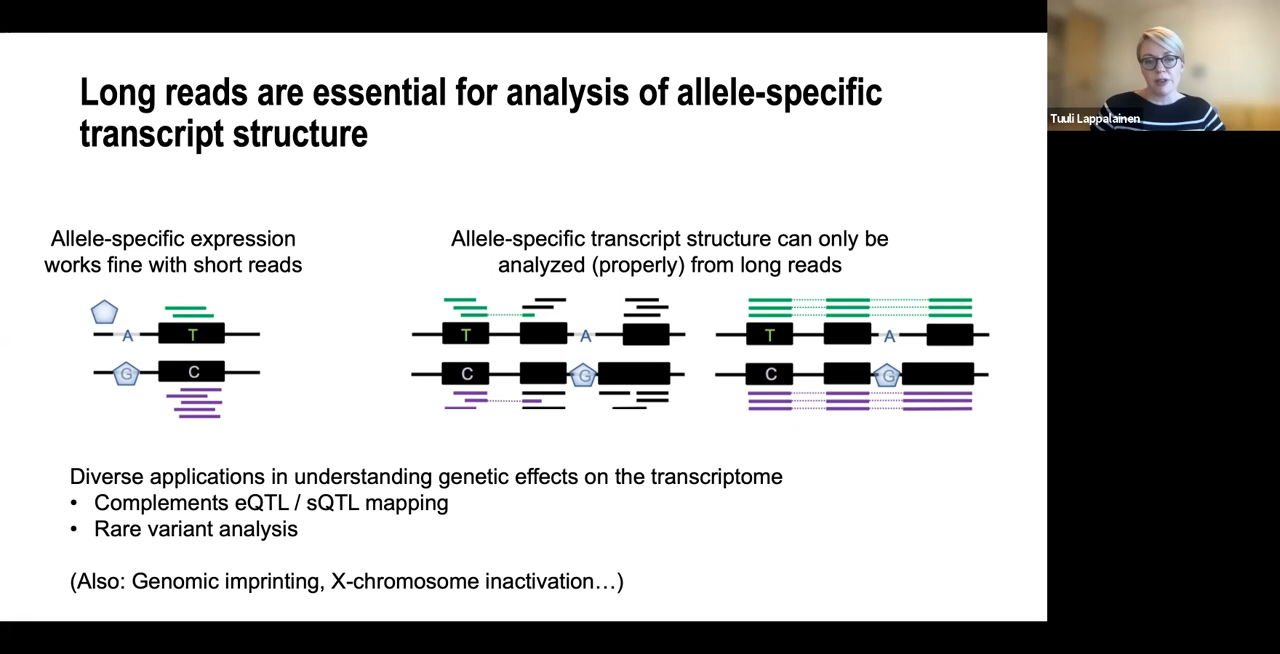 Long reads are essential for analysis of allele-specific
transcript structure
Tuuli Lappalainen
Allele-specific expression
works fine with short reads
Allele-specific transcript structure can only be
analyzed (properly) from long reads
A T
G C
T A
C G
T A
C G
Diverse applications in understanding genetic effects on the transcriptome
• Complements eQTL / sQTL mapping
• Rare variant analysis
(Also: Genomic imprinting, X-chromosome inactivation…)